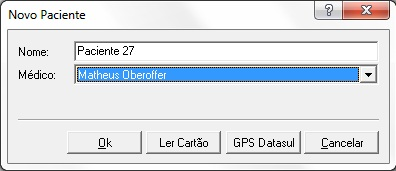 Novo Paciente
Nome: Paciente 27
Médico: Matheus Oberoffer
Ok Ler Cartão GPS Datasul Cancelar